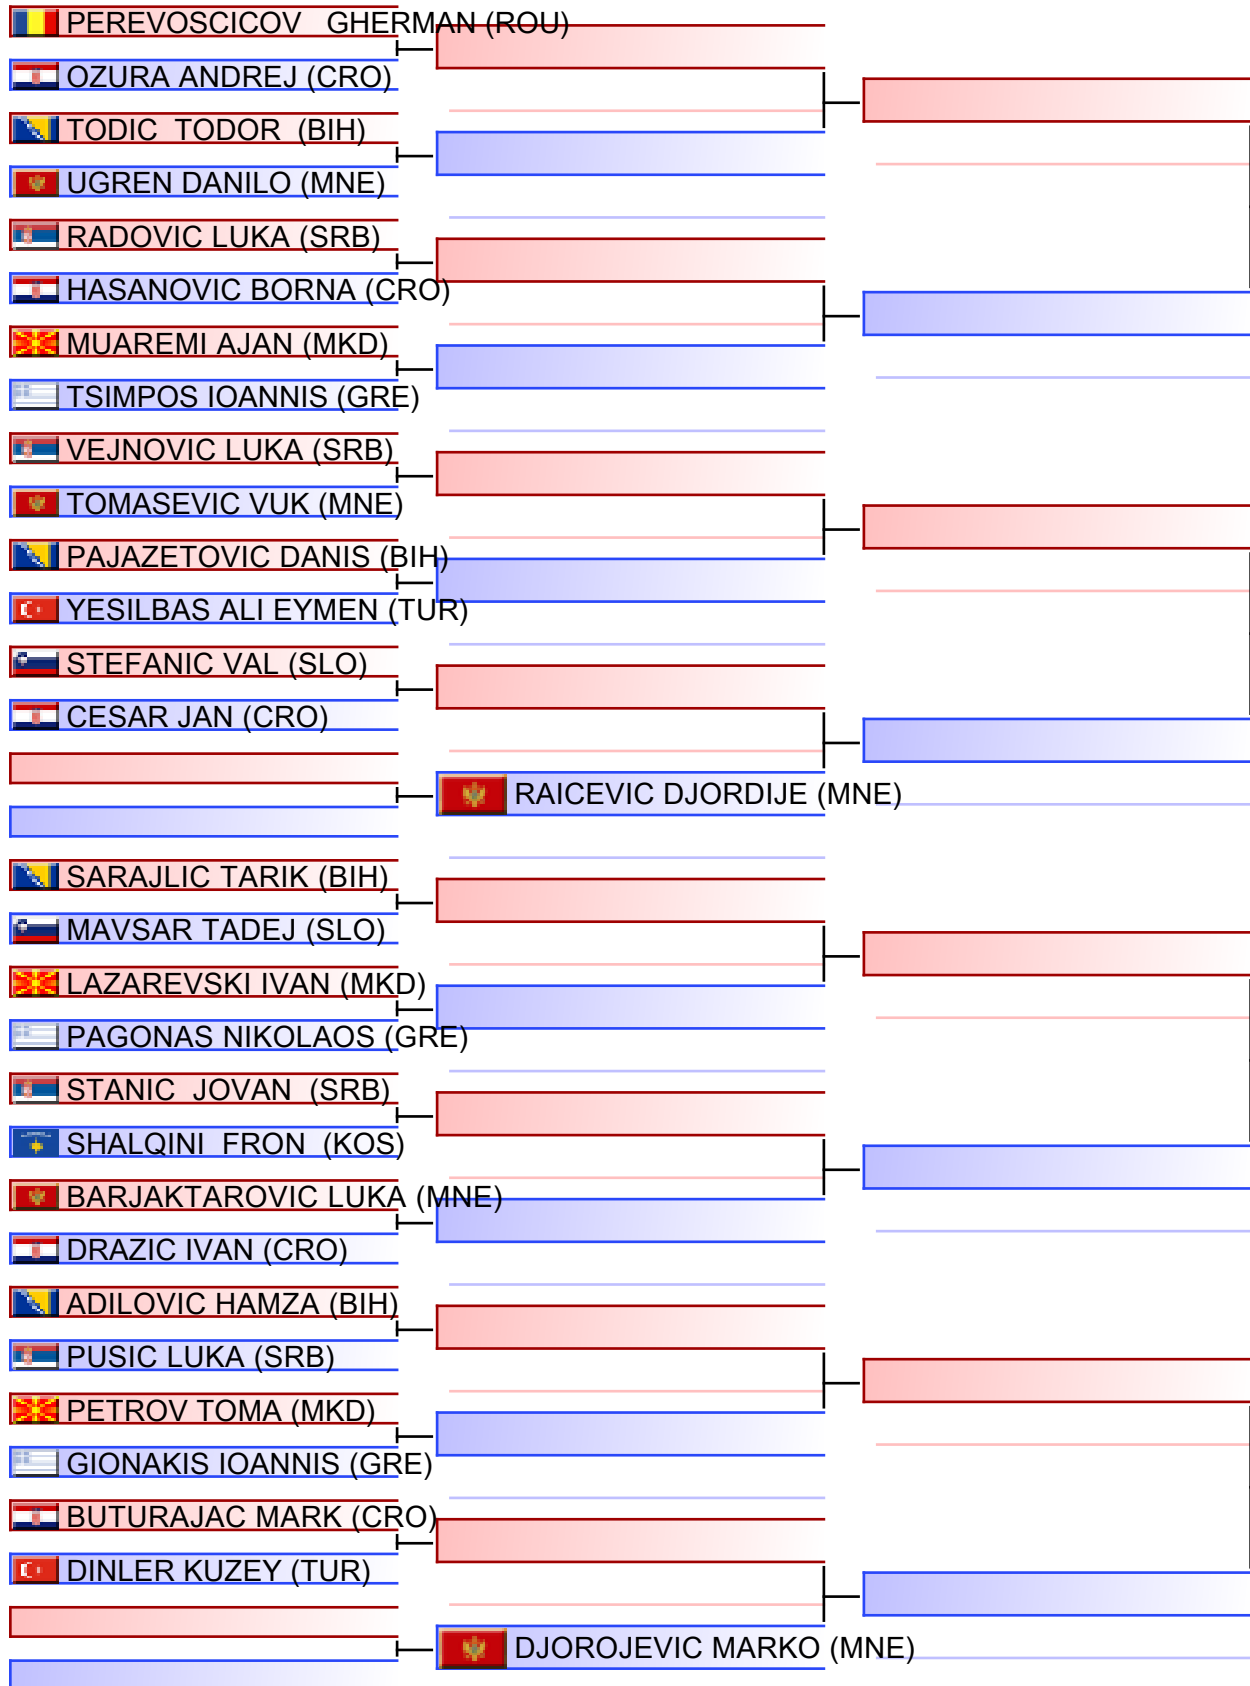 PEREVOSCICOV   GHERMAN (ROU)
OZURA ANDREJ (CRO)
TODIC  TODOR  (BIH)
UGREN DANILO (MNE)
RADOVIC LUKA (SRB)
HASANOVIC BORNA (CRO)
MUAREMI AJAN (MKD)
TSIMPOS IOANNIS (GRE)
VEJNOVIC LUKA (SRB)
TOMASEVIC VUK (MNE)
PAJAZETOVIC DANIS (BIH)
YESILBAS ALI EYMEN (TUR)
STEFANIC VAL (SLO)
CESAR JAN (CRO)
RAICEVIC DJORDIJE (MNE)
SARAJLIC TARIK (BIH)
MAVSAR TADEJ (SLO)
LAZAREVSKI IVAN (MKD)
PAGONAS NIKOLAOS (GRE)
STANIC  JOVAN  (SRB)
SHALQINI  FRON  (KOS)
BARJAKTAROVIC LUKA (MNE)
DRAZIC IVAN (CRO)
ADILOVIC HAMZA (BIH)
PUSIC LUKA (SRB)
PETROV TOMA (MKD)
GIONAKIS IOANNIS (GRE)
BUTURAJAC MARK (CRO)
DINLER KUZEY (TUR)
DJOROJEVIC MARKO (MNE)